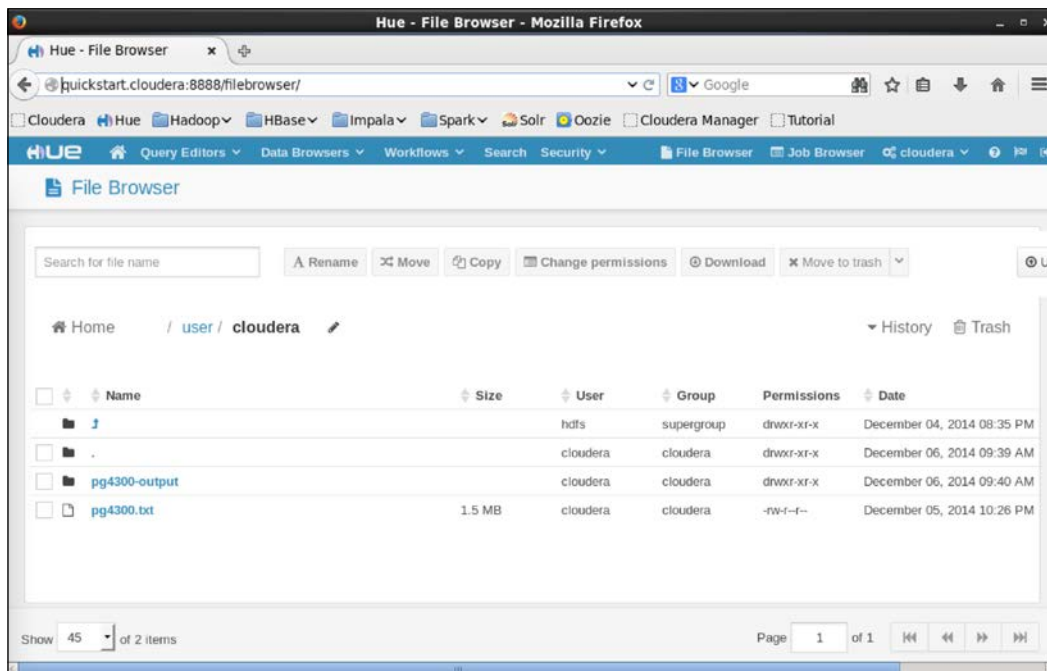 Hue - File Browser - Mozilla Firefox
Hue - File Browser
quickstart.cloudera:8888/filebrowser/ Google
Cloudera Hue Hadoop HBase Impala Spark Solr Oozie Cloudera Manager Tutorial
HUE Query Editors Data Browsers Workflows Search Security File Browser Job Browser cloudera
File Browser
Search for file name Rename Move Copy Change permissions Download Move to trash
Home / user / cloudera History Trash
Name Size User Group Permissions Date
hdfs supergroup drwxr-xr-x December 04, 2014 08:35 PM
. cloudera cloudera drwxr-xr-x December 06, 2014 09:39 AM
pg4300-output cloudera cloudera drwxr-xr-x December 06, 2014 09:40 AM
pg4300.txt 1.5 MB cloudera cloudera -rw-r--r-- December 05, 2014 10:26 PM
Show 45 of 2 items Page 1 of 1